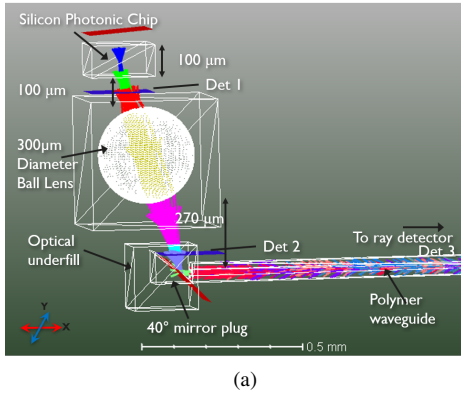 Silicon Photonic Chip
100 μm
Det 1
100 μm
300μm
Diameter
Ball Lens
270 μm
To ray detector
Det 3
Optical
underfill
Det 2
Polymer
waveguide
40° mirror plug
Y
X
0.5 mm
(a)